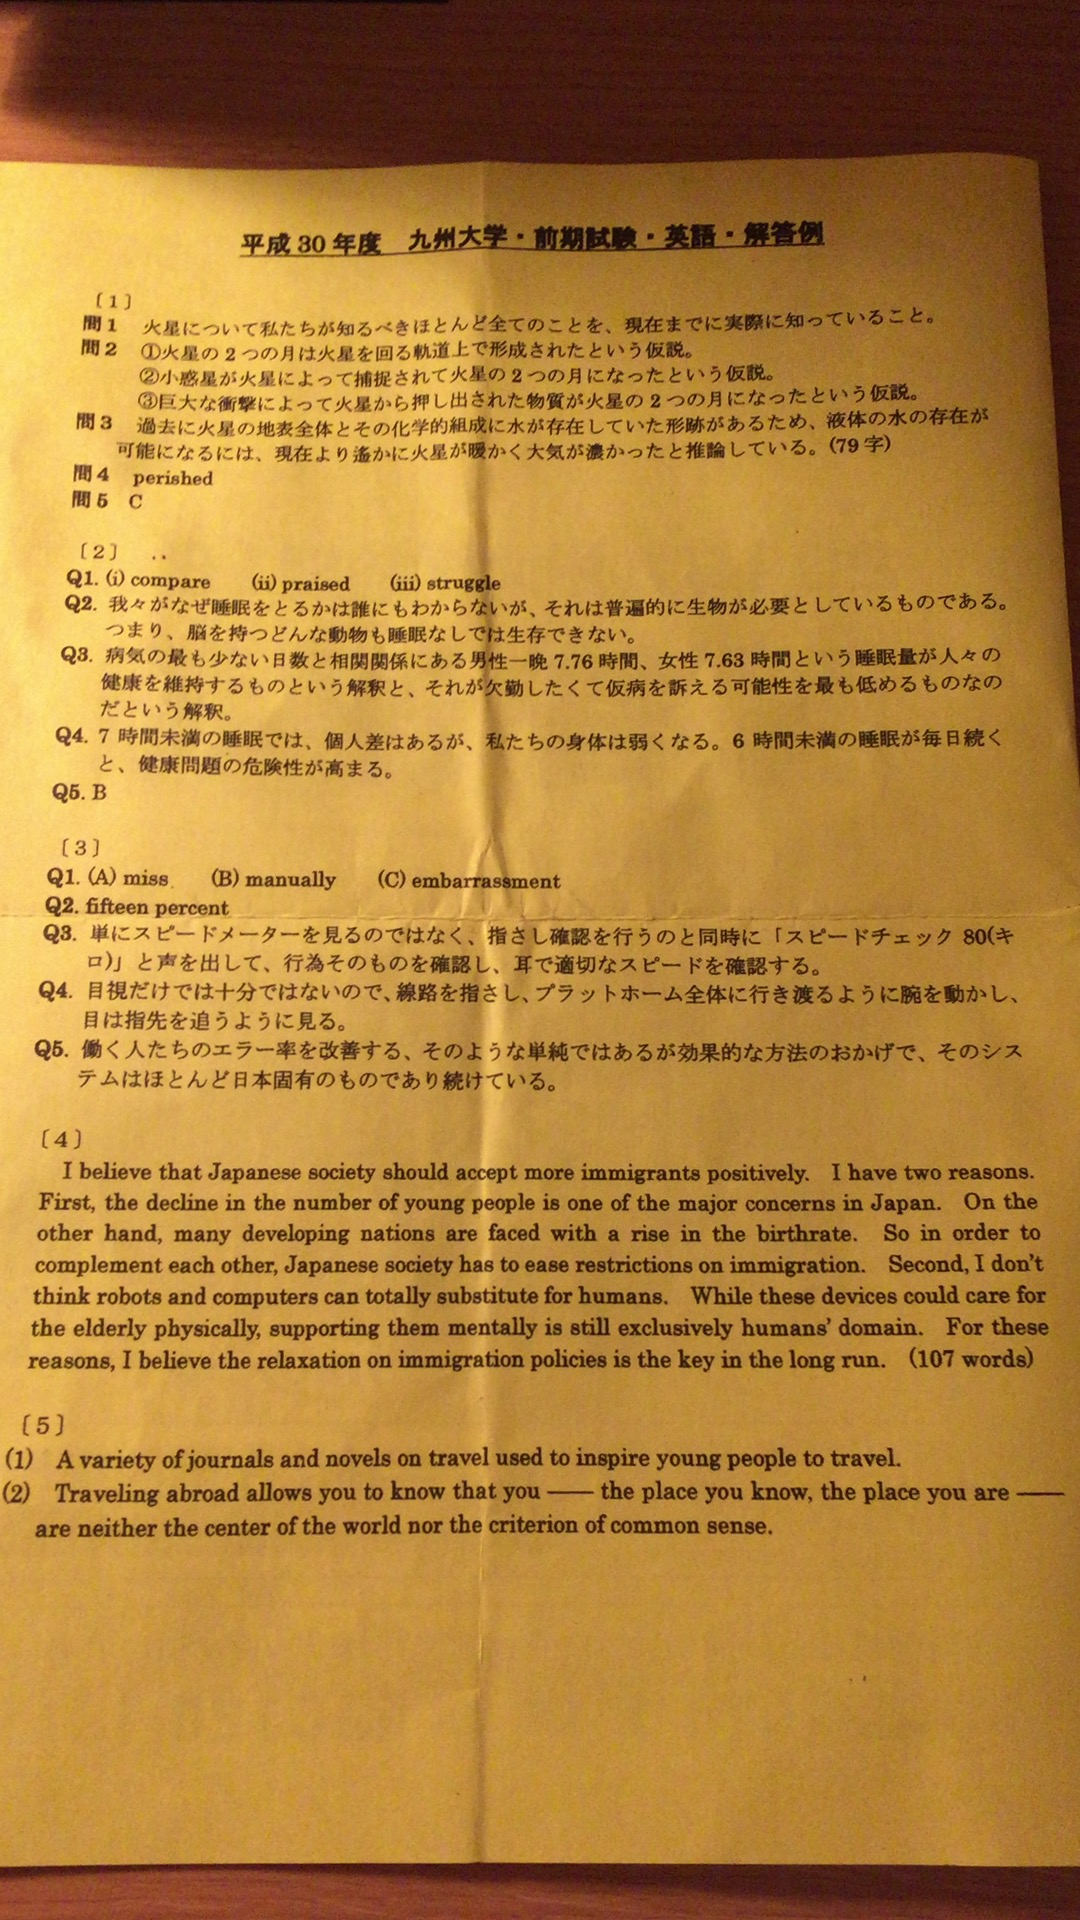 平成30年度　九州大学・前期試験・英語・解答例
〔1〕
問1　火星について私たちが知るべきほとんど全てのことを、現在までに実際に知っていること。
問2　①火星の2つの月は火星を回る軌道上で形成されたという仮説。
②小惑星が火星によって捕捉されて火星の2つの月になったという仮説。
③巨大な衝撃によって火星から押し出された物質が火星の2つの月になったという仮説。
問3　過去に火星の地表全体とその化学的組成に水が存在していた形跡があるため、液体の水の存在が
可能になるには、現在より遙かに火星が暖かく大気が濃かったと推論している。(79字)
問4　perished
問5　C
〔2〕
Q1. (i) compare　(ii) praised　(iii) struggle
Q2. 我々がなぜ睡眠をとるかは誰にもわからないが、それは普遍的に生物が必要としているものである。
つまり、脳を持つどんな動物も睡眠なしでは生存できない。
Q3. 病気の最も少ない日数と相関関係にある男性一晩7.76時間、女性7.63時間という睡眠量が人々の
健康を維持するものという解釈と、それが欠勤したくて仮病を訴える可能性を最も低めるものなの
だという解釈。
Q4. 7時間未満の睡眠では、個人差はあるが、私たちの身体は弱くなる。6時間未満の睡眠が毎日続く
と、健康問題の危険性が高まる。
Q5. B
〔3〕
Q1. (A) miss　(B) manually　(C) embarrassment
Q2. fifteen percent
Q3. 単にスピードメーターを見るのではなく、指さし確認を行うのと同時に「スピードチェック 80(キ
ロ)」と声を出して、行為そのものを確認し、耳で適切なスピードを確認する。
Q4. 目視だけでは十分ではないので、線路を指さし、プラットホーム全体に行き渡るように腕を動かし、
目は指先を追うように見る。
Q5. 働く人たちのエラー率を改善する、そのような単純ではあるが効果的な方法のおかげで、そのシス
テムはほとんど日本固有のものであり続けている。
〔4〕
I believe that Japanese society should accept more immigrants positively. I have two reasons.
First, the decline in the number of young people is one of the major concerns in Japan. On the
other hand, many developing nations are faced with a rise in the birthrate. So in order to
complement each other, Japanese society has to ease restrictions on immigration. Second, I don't
think robots and computers can totally substitute for humans. While these devices could care for
the elderly physically, supporting them mentally is still exclusively humans' domain. For these
reasons, I believe the relaxation on immigration policies is the key in the long run. (107 words)
〔5〕
(1) A variety of journals and novels on travel used to inspire young people to travel.
(2) Traveling abroad allows you to know that you —— the place you know, the place you are ——
are neither the center of the world nor the criterion of common sense.